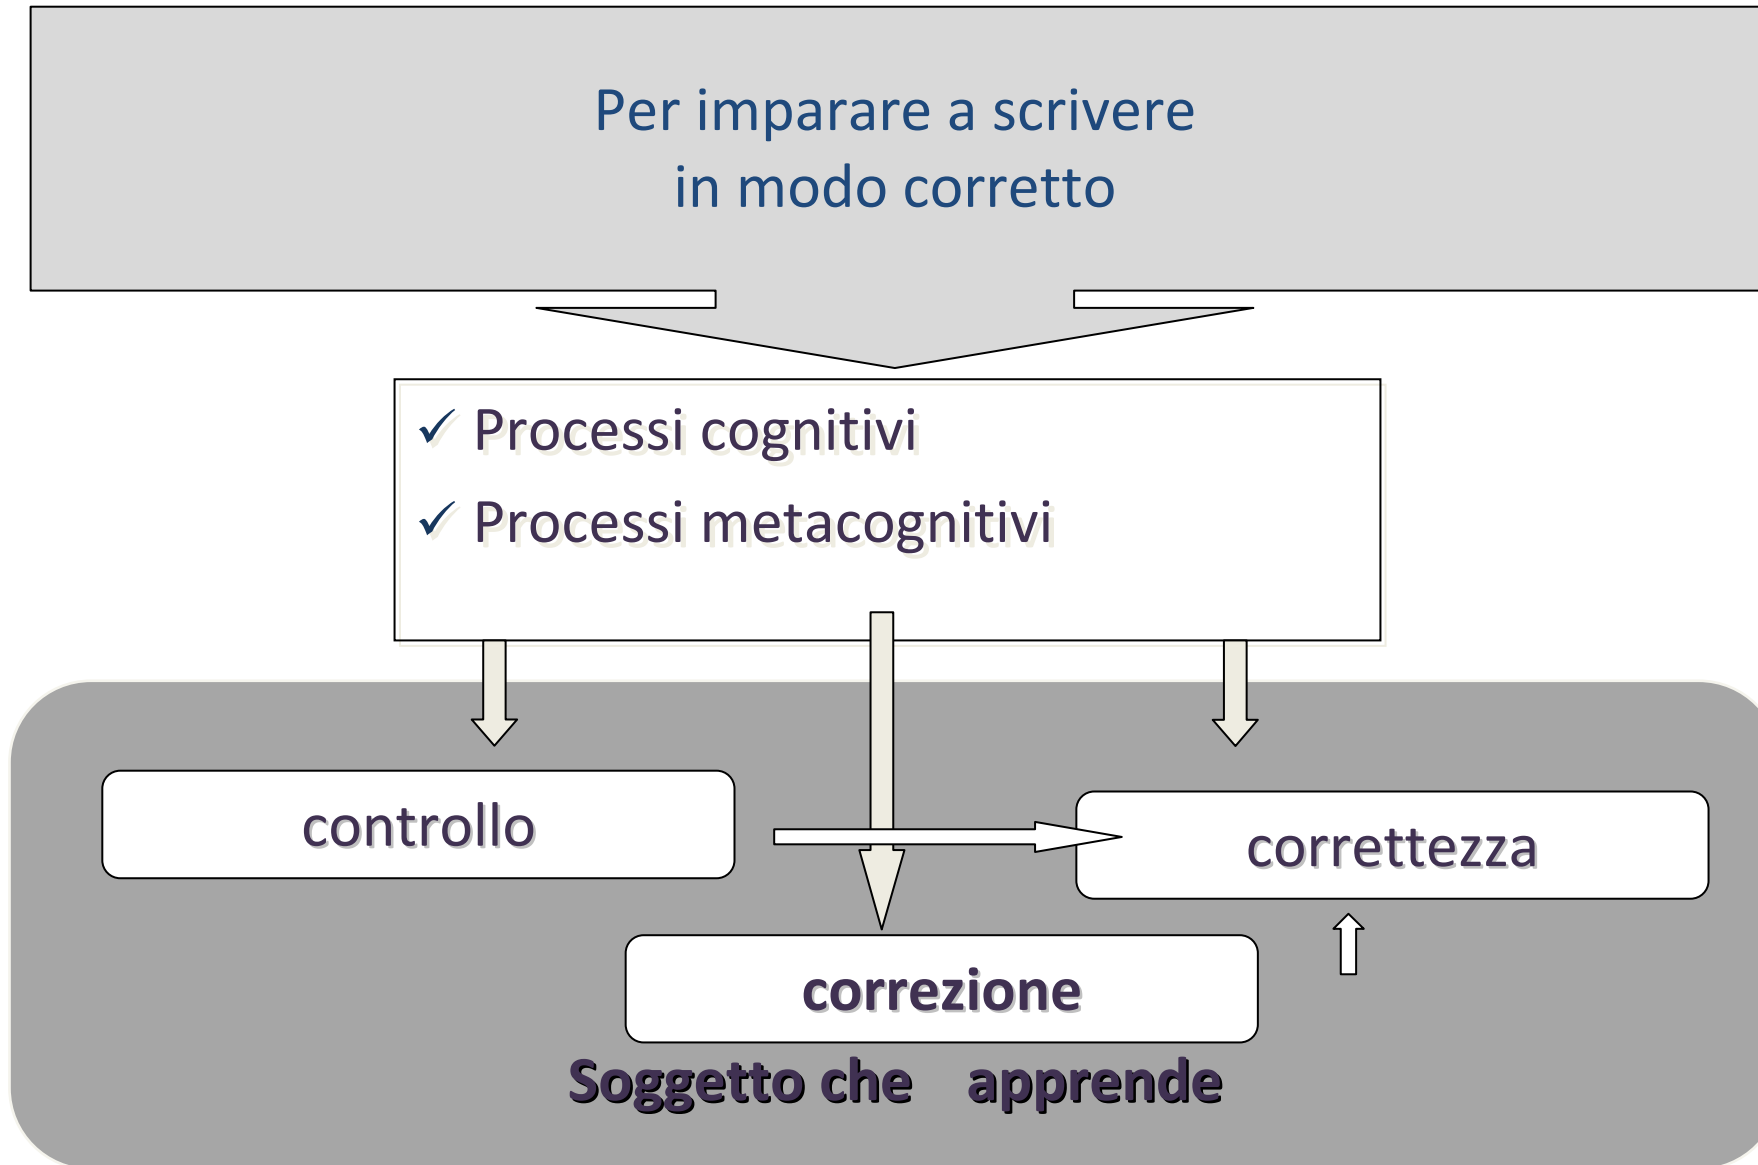 Per imparare a scrivere
in modo corretto
✓ Processi cognitivi
✓ Processi metacognitivi
controllo
correttezza
correzione
Soggetto che apprende